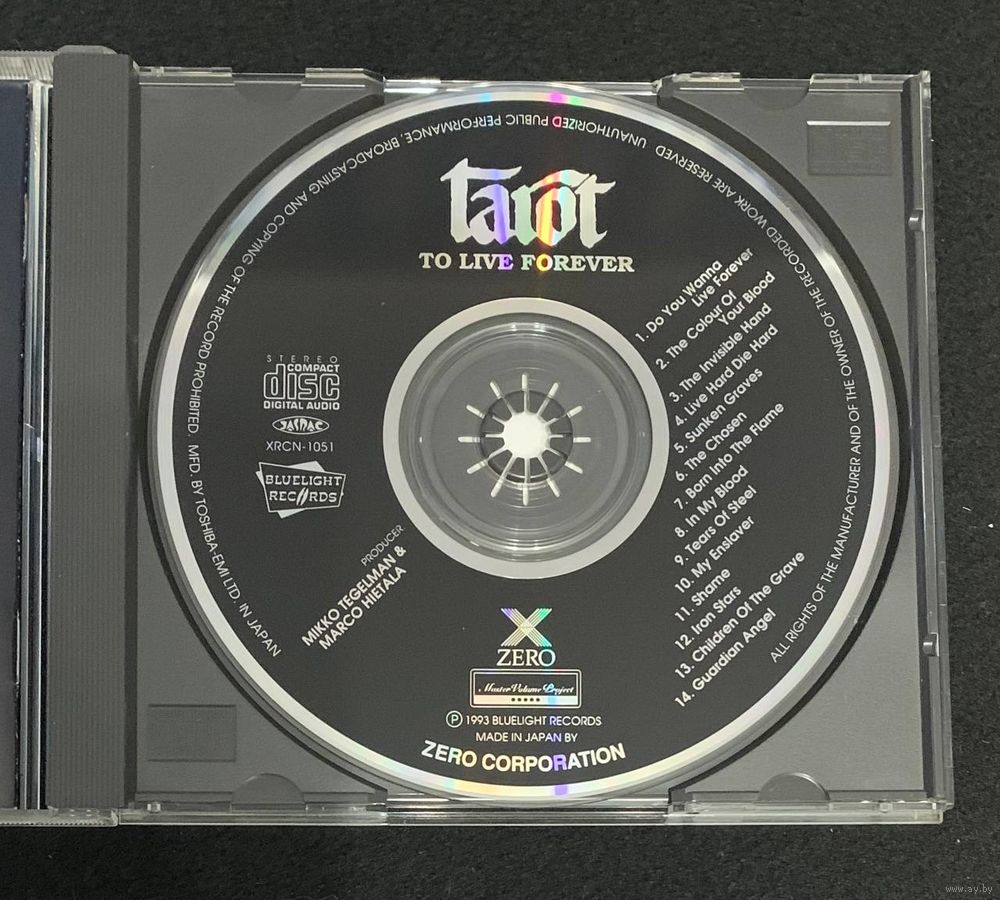 tarot
TO LIVE FOREVER
1. Do You Wanna
Live Forever
2. The Colour Of
Your Blood
3. The Invisible Hand
4. Live Hard Die Hard
5. Sunken Graves
6. The Chosen
7. Born Into The Flame
8. In My Blood
9. Tears Of Steel
10. My Enslaver
11. Shame
12. Iron Stars
13. Children Of The Grave
14. Guardian Angel
STEREO
COMPACT
disc
DIGITAL AUDIO
JASRAC
XRCN-1051
BLUELIGHT
RECORDS
PRODUCER
MIKKO TEGELMAN &
MARCO HIETALA
ZERO
Master Volume Project
Ⓟ 1993 BLUELIGHT RECORDS
MADE IN JAPAN BY
ZERO CORPORATION
ALL RIGHTS OF THE MANUFACTURER AND OF THE OWNER OF THE RECORDED WORK ARE RESERVED UNAUTHORIZED PUBLIC PERFORMANCE, BROADCASTING AND COPYING OF THE RECORD PROHIBITED. MFD. BY TOSHIBA-EMI LTD. IN JAPAN
www.ay.by